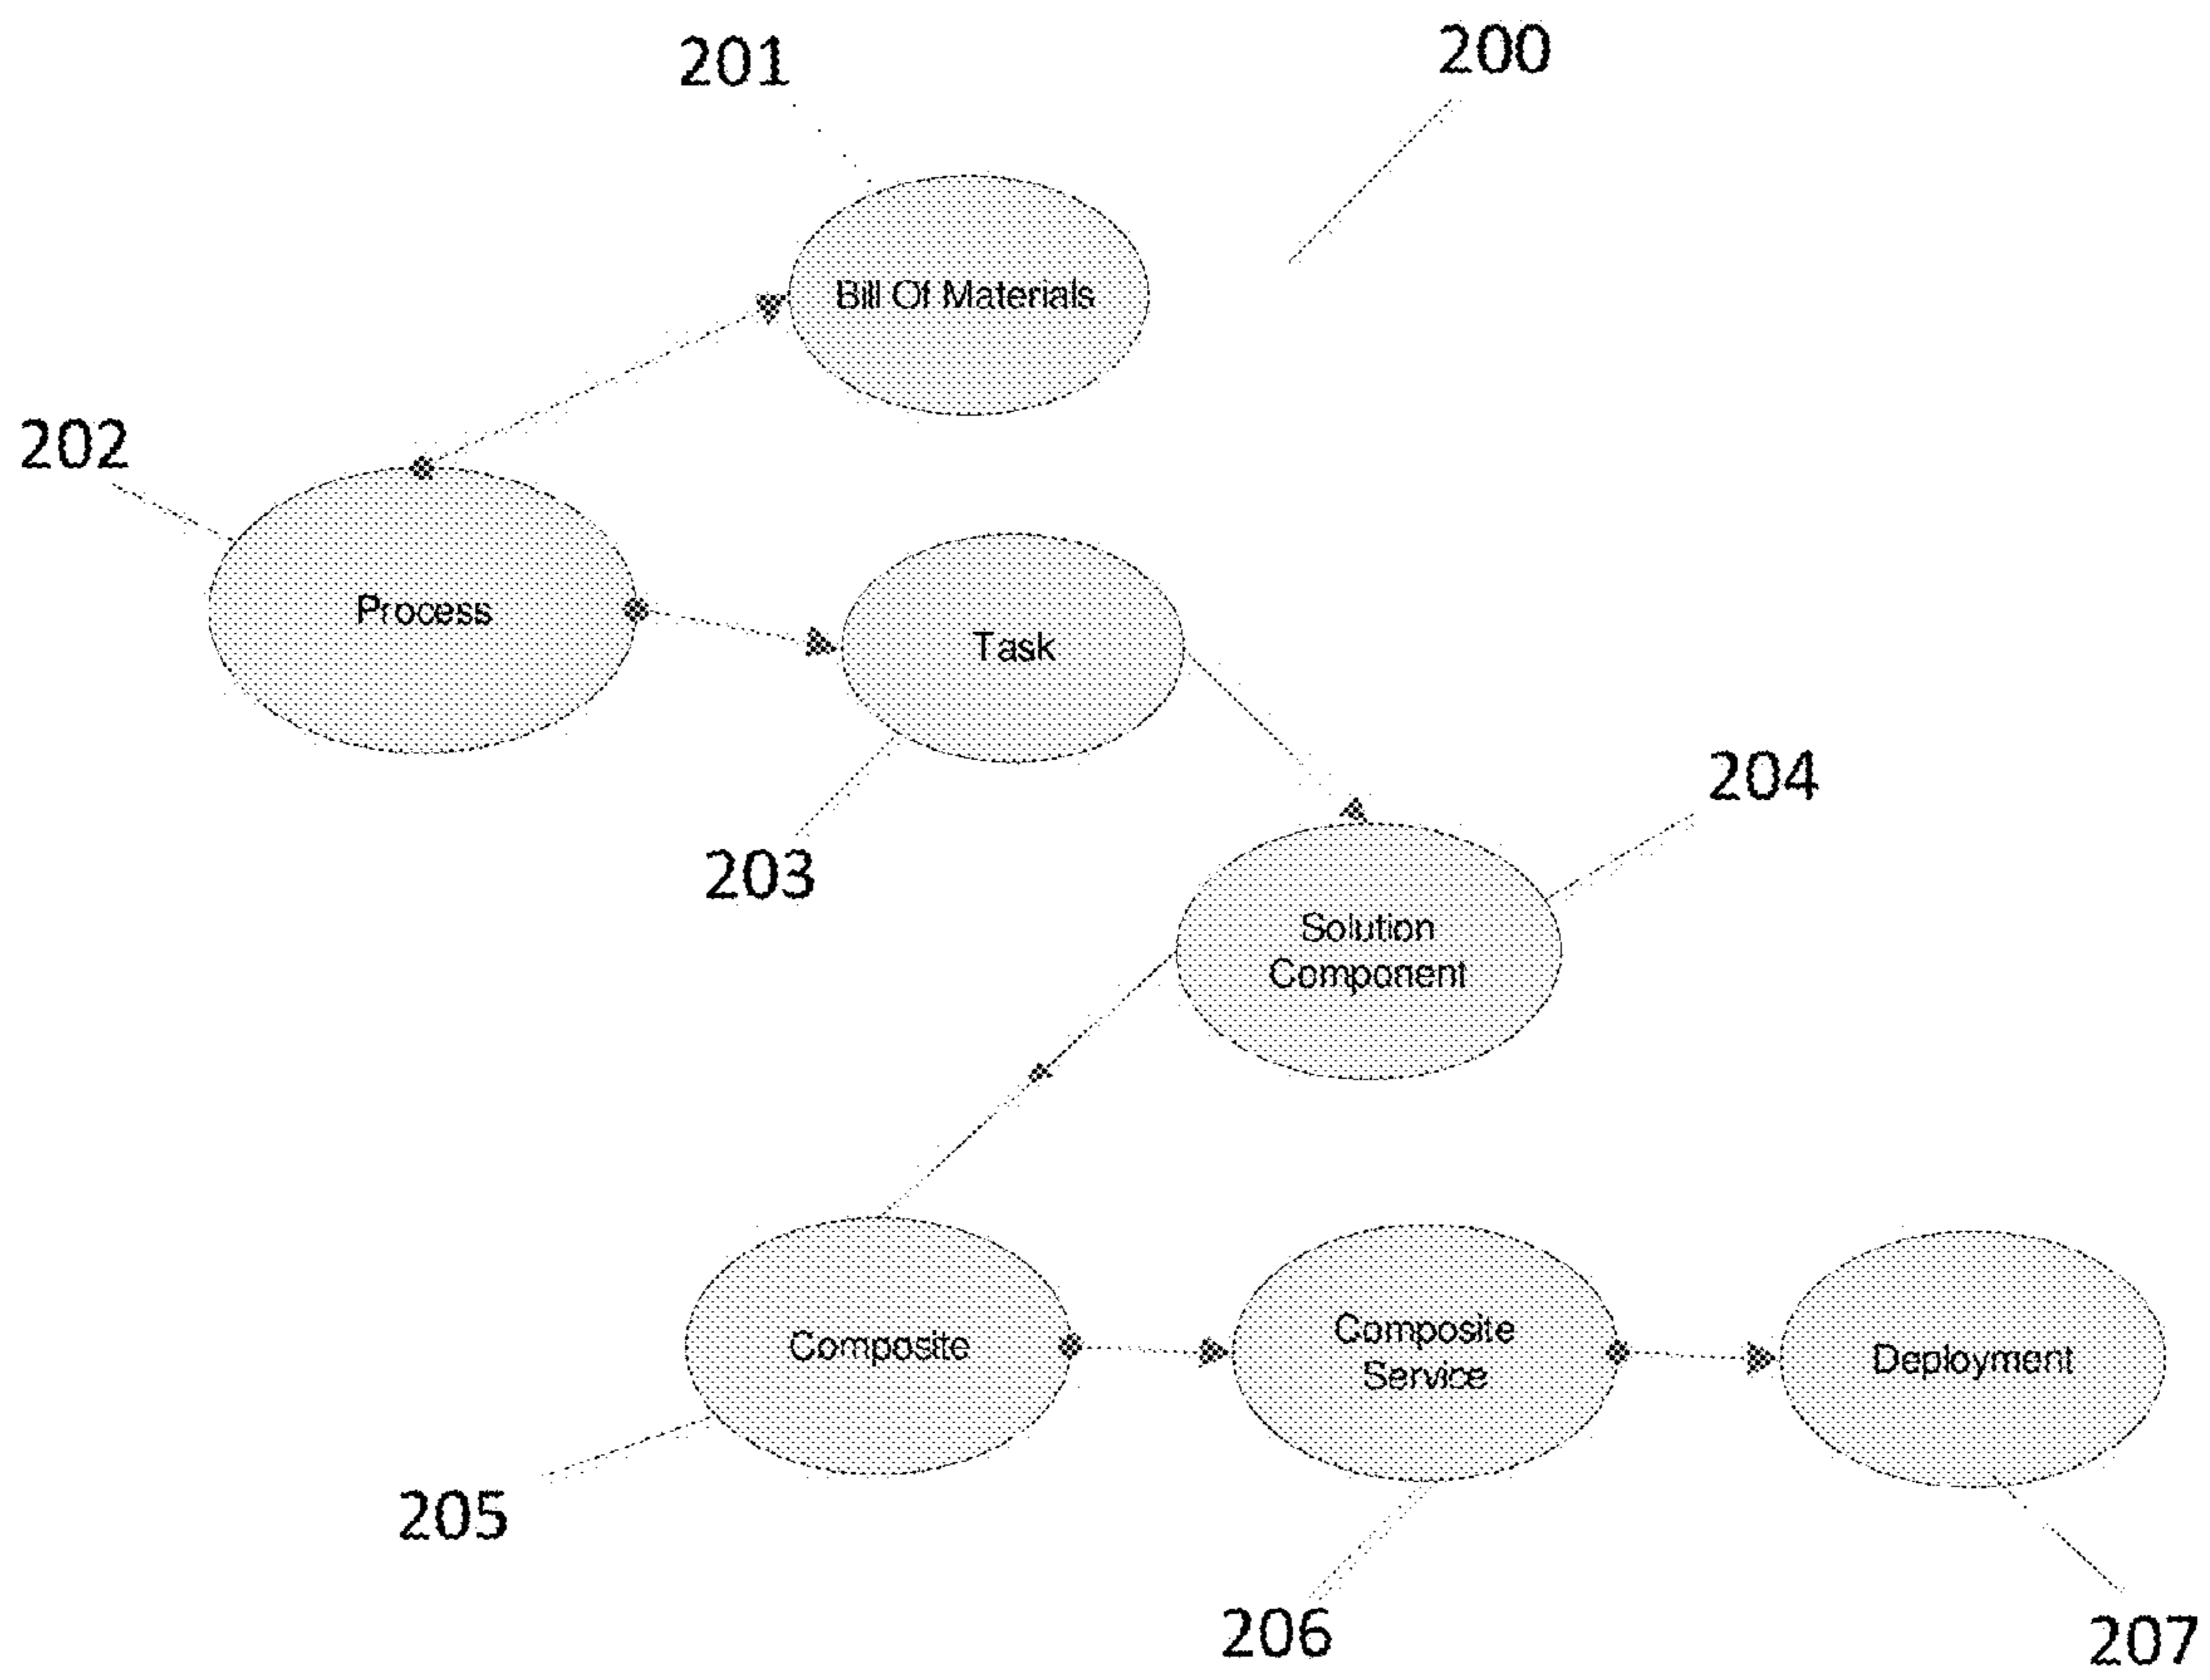 201
200
Bill Of Materials
202
Process
Task
204
203
Solution
Component
Composite
Composite
Service
Deployment
205
206
207